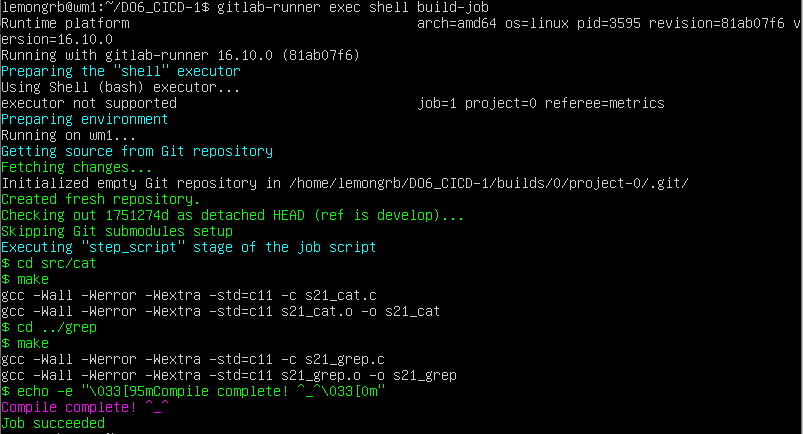 lemongrb@wm1:~/DO6_CICD-1$ gitlab-runner exec shell build-job
Runtime platform                                    arch=amd64 os=linux pid=3595 revision=81ab07f6 v
ersion=16.10.0
Running with gitlab-runner 16.10.0 (81ab07f6)
Preparing the "shell" executor
Using Shell (bash) executor...
executor not supported                              job=1 project=0 referee=metrics
Preparing environment
Running on wm1...
Getting source from Git repository
Fetching changes...
Initialized empty Git repository in /home/lemongrb/DO6_CICD-1/builds/0/project-0/.git/
Created fresh repository.
Checking out 1751274d as detached HEAD (ref is develop)...
Skipping Git submodules setup
Executing "step_script" stage of the job script
$ cd src/cat
$ make
gcc -Wall -Werror -Wextra -std=c11 -c s21_cat.c
gcc -Wall -Werror -Wextra -std=c11 s21_cat.o -o s21_cat
$ cd ../grep
$ make
gcc -Wall -Werror -Wextra -std=c11 -c s21_grep.c
gcc -Wall -Werror -Wextra -std=c11 s21_grep.o -o s21_grep
$ echo -e "\033[95mCompile complete! ^_^\033[0m"
Compile complete! ^_^
Job succeeded